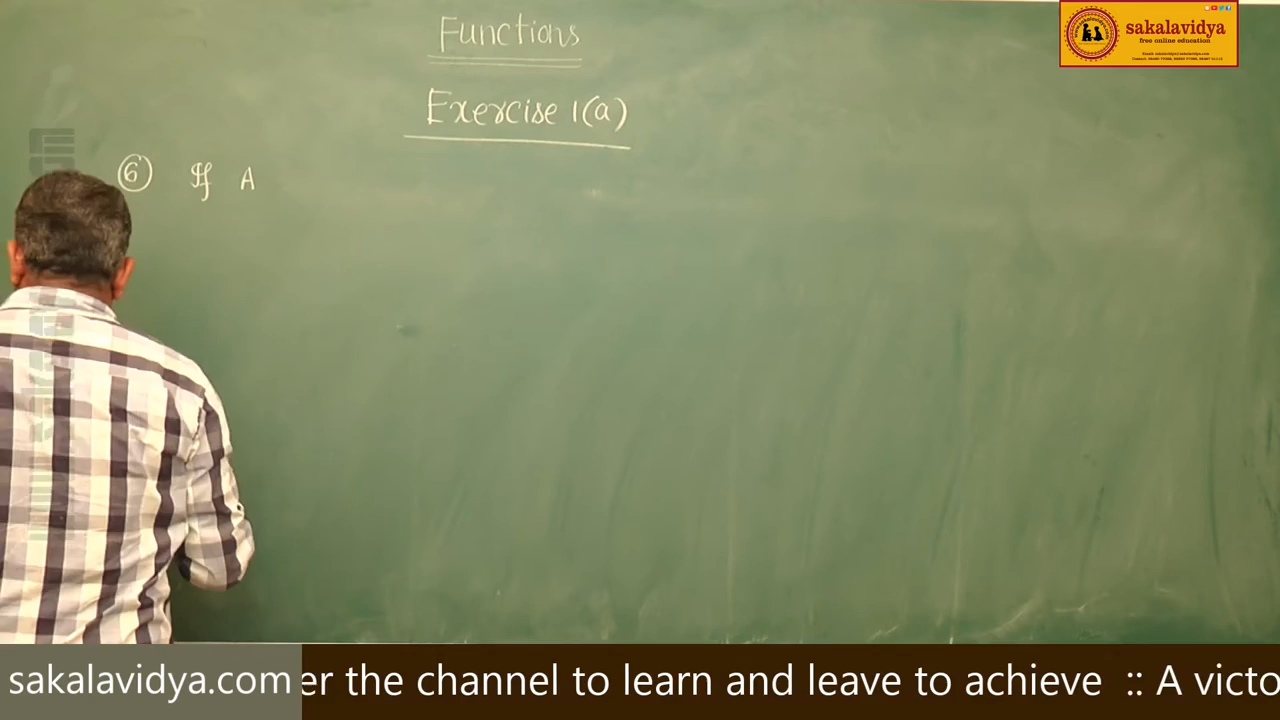 Functions
Exercise 1(a)
⑥ If A
sakalavidya
free online education
sakalavidya.com
er the channel to learn and leave to achieve :: A victo